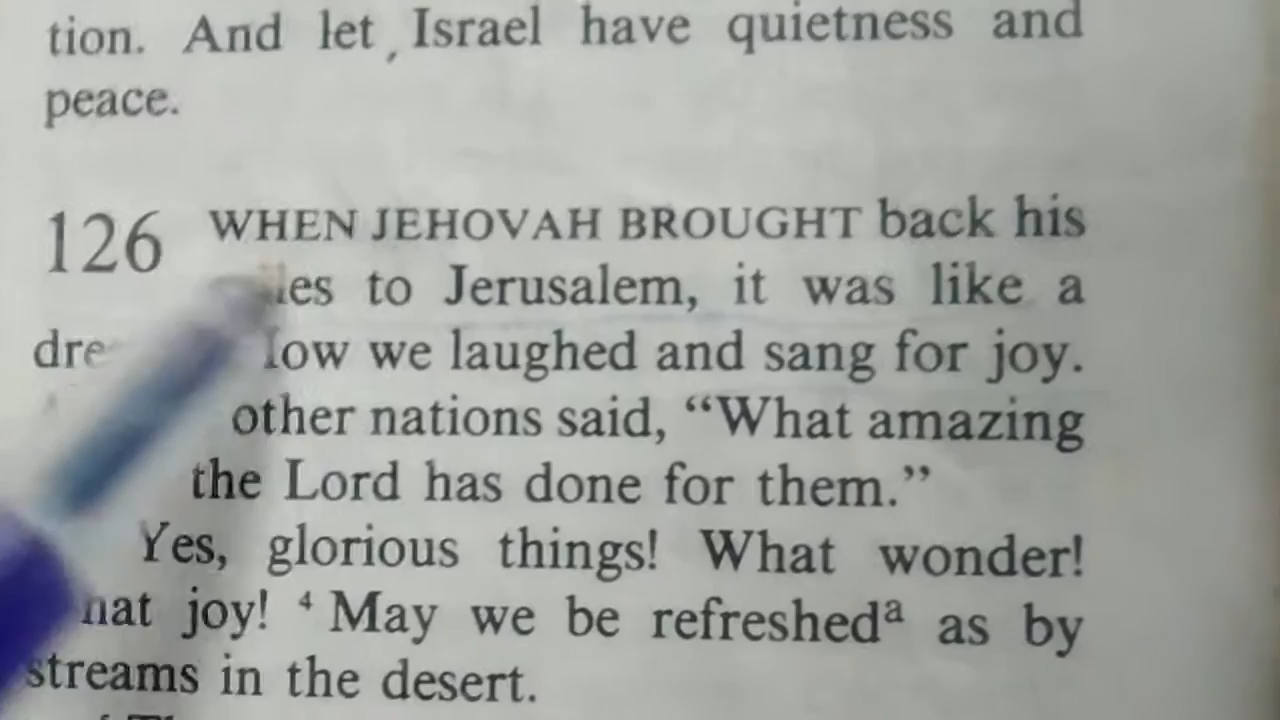 tion. And let Israel have quietness and
peace.
126 WHEN JEHOVAH BROUGHT back his
to Jerusalem, it was like a
we laughed and sang for joy.
other nations said, “What amazing
the Lord has done for them.”
Yes, glorious things! What wonder!
joy! ⁴ May we be refreshedᵃ as by
streams in the desert.